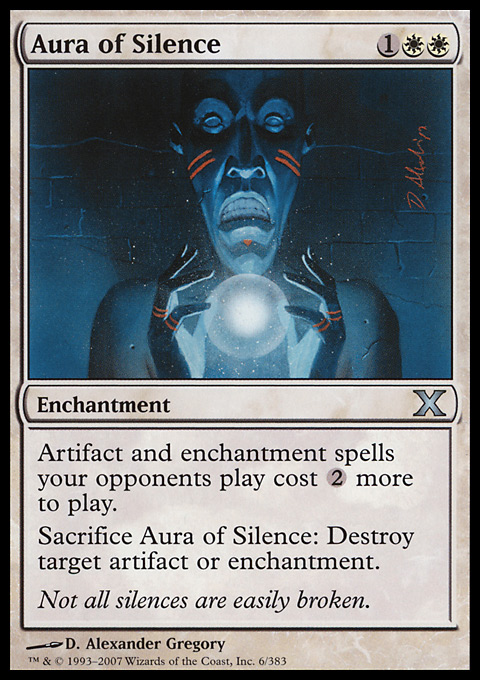 Aura of Silence 1
Enchantment X
Artifact and enchantment spells
your opponents play cost 2 more
to play.
Sacrifice Aura of Silence: Destroy
target artifact or enchantment.
Not all silences are easily broken.
D. Alexander Gregory
™ & © 1993–2007 Wizards of the Coast, Inc. 6/383